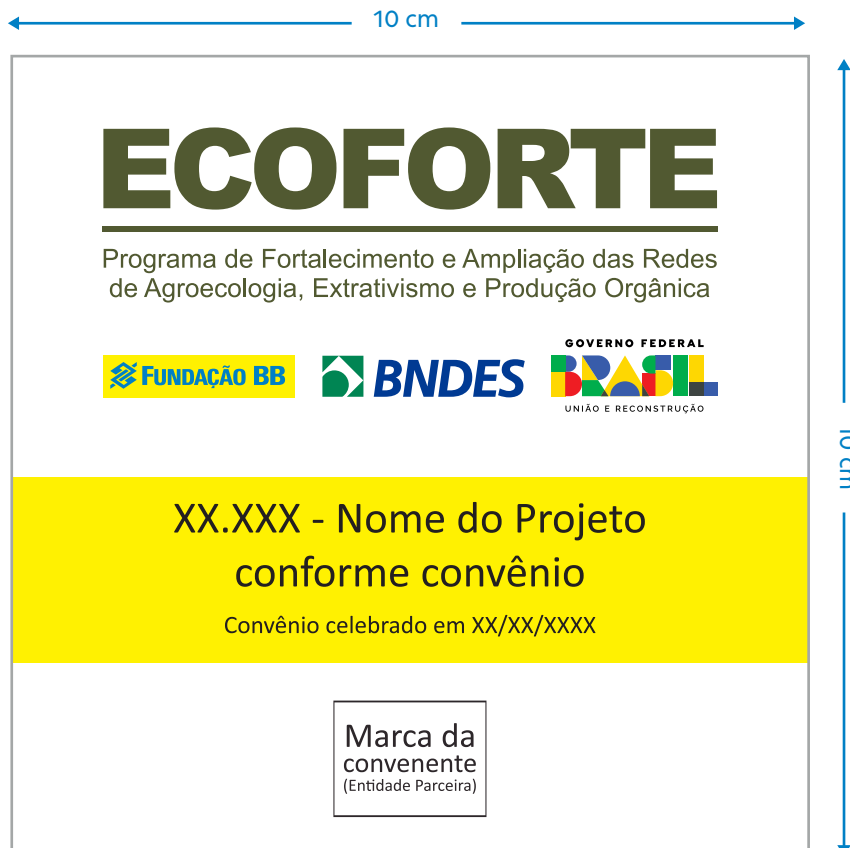 10 cm
ECOFORTE
Programa de Fortalecimento e Ampliação das Redes
de Agroecologia, Extrativismo e Produção Orgânica
FUNDAÇÃO BB
BNDES
GOVERNO FEDERAL
BRASIL
UNIÃO E RECONSTRUÇÃO
10 cm
XX.XXX - Nome do Projeto
conforme convênio
Convênio celebrado em XX/XX/XXXX
Marca da
convenente
(Entidade Parceira)